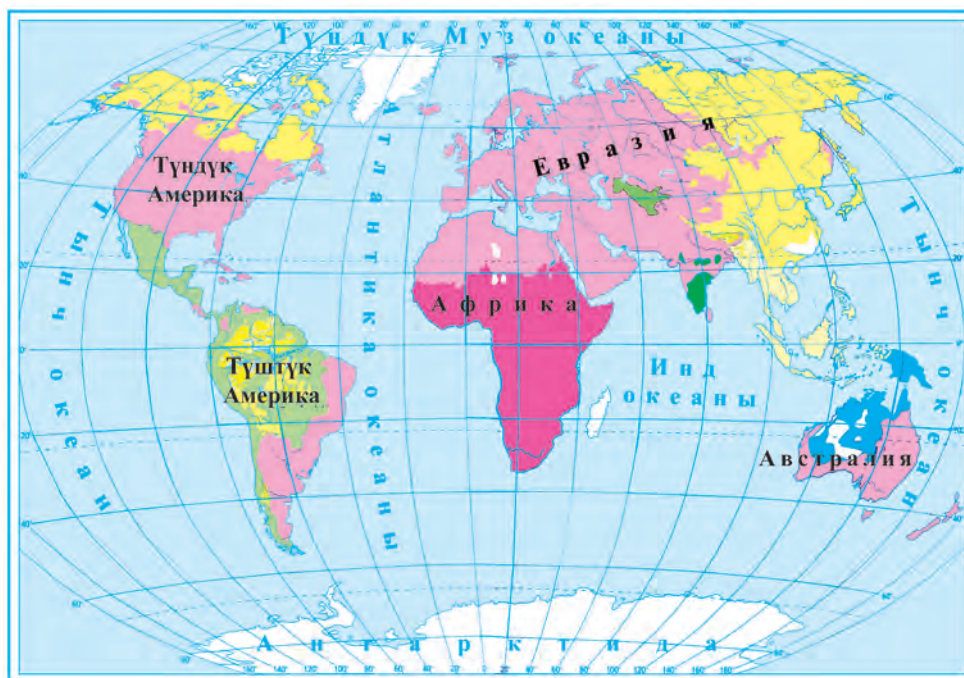 Түндүк Муз океаны
Түндүк
Америка
Евразия
Атлантика океаны
Тынч океан
Тынч океан
Африка
Түштүк
Америка
Инд
океаны
Австралия
Антарктида